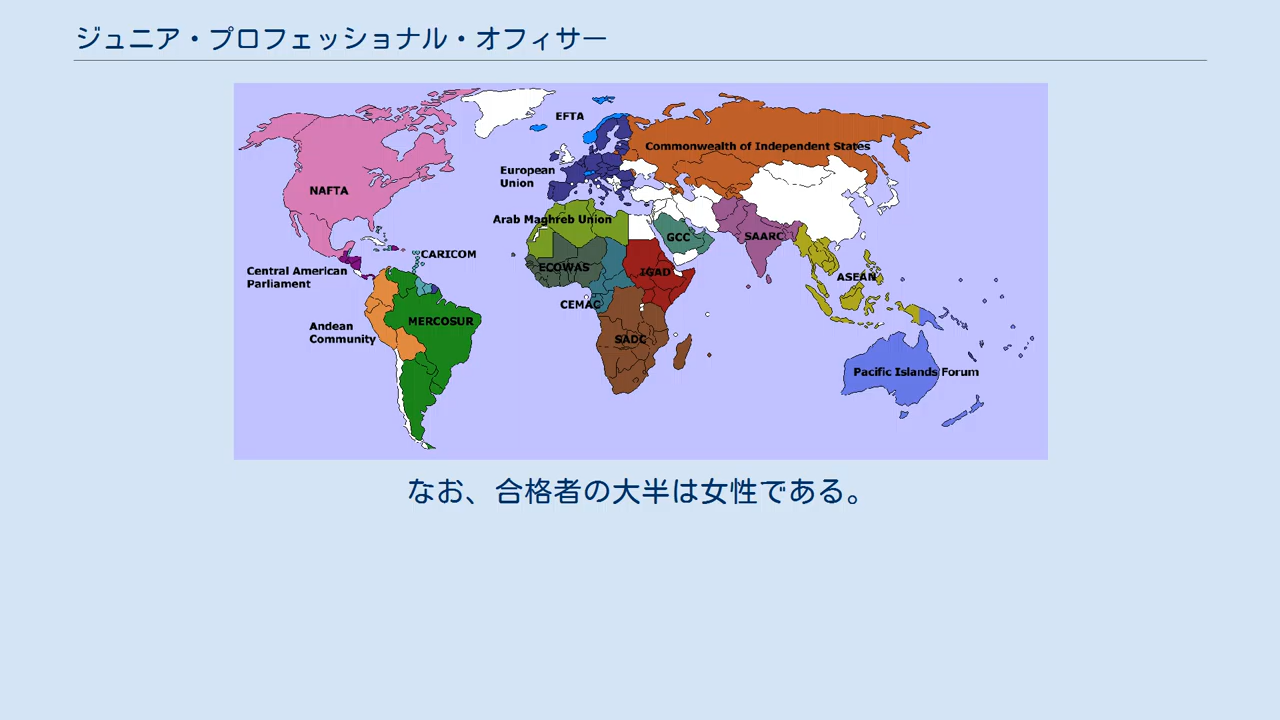 ジュニア・プロフェッショナル・オフィサー
EFTA
Commonwealth of Independent States
European
Union
NAFTA
Arab Maghreb Union
GCC
SAARC
CARICOM
Central American
Parliament
ECOWAS
IGAD
ASEAN
CEMAC
MERCOSUR
Andean
Community
SADC
Pacific Islands Forum
なお、合格者の大半は女性である。